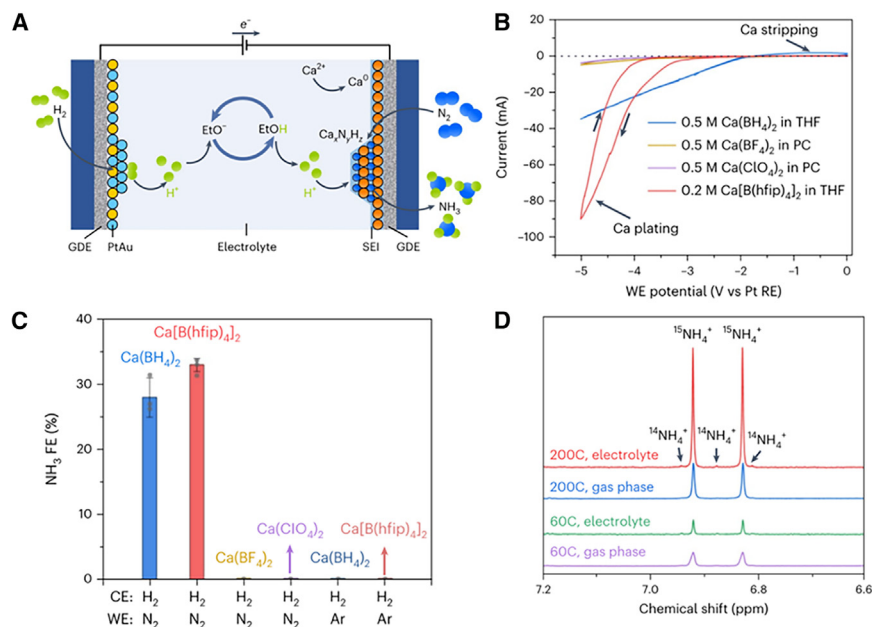 A
e⁻
H₂
EtO⁻
EtOH
H⁺
H⁺
Ca²⁺
Ca⁰
CaₓNᵧH_z
N₂
NH₃
GDE PtAu Electrolyte SEI GDE
B
20
0
-20
-40
-60
-80
-100
-120
-140
Current (mA)
Ca stripping
0.5 M Ca(BH₄)₂ in THF
0.5 M Ca(BF₄)₂ in PC
0.5 M Ca(ClO₄)₂ in PC
0.2 M Ca[B(hfip)₄]₂ in THF
Ca plating
-5 -4 -3 -2 -1 0
WE potential (V vs Pt RE)
C
40
30
20
10
0
NH₃ FE (%)
Ca[B(hfip)₄]₂
Ca(BH₄)₂
Ca(ClO₄)₂ Ca[B(hfip)₄]₂
Ca(BF₄)₂ Ca(BH₄)₂
CE: H₂ H₂ H₂ H₂ H₂ H₂
WE: N₂ N₂ N₂ N₂ Ar Ar
D
¹⁵NH₄⁺ ¹⁵NH₄⁺
¹⁴NH₄⁺ ¹⁴NH₄⁺ ¹⁴NH₄⁺
200C, electrolyte
200C, gas phase
60C, electrolyte
60C, gas phase
7.2 7.0 6.8 6.6
Chemical shift (ppm)